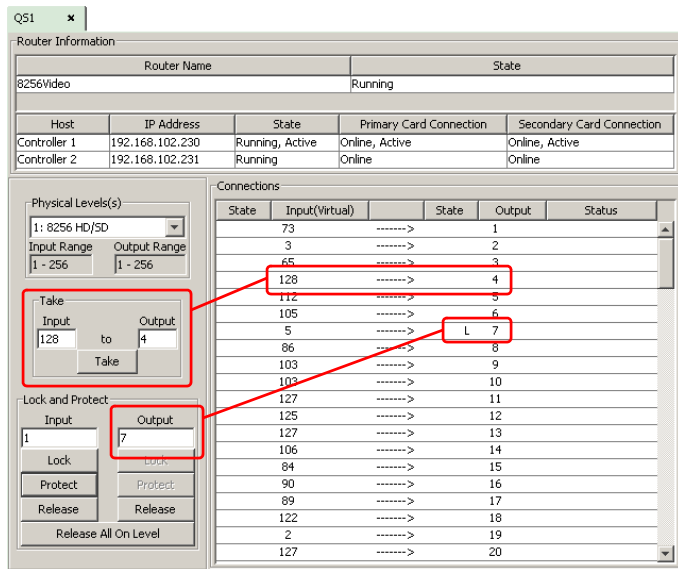 QS1 ×
Router Information
Router Name State
8256Video Running
Host IP Address State Primary Card Connection Secondary Card Connection
Controller 1 192.168.102.230 Running, Active Online, Active Online, Active
Controller 2 192.168.102.231 Running Online Online
Physical Levels(s)
1: 8256 HD/SD
Input Range Output Range
1 - 256 1 - 256
Take
Input Output
128 to 4
Take
Lock and Protect
Input Output
1 7
Lock Lock
Protect Protect
Release Release
Release All On Level
Connections
State Input(Virtual) State Output Status
73 -------> 1
3 -------> 2
65 -------> 3
128 -------> 4
112 -------> 5
105 -------> 6
5 -------> L 7
86 -------> 8
103 -------> 9
103 -------> 10
127 -------> 11
125 -------> 12
127 -------> 13
106 -------> 14
84 -------> 15
90 -------> 16
89 -------> 17
122 -------> 18
2 -------> 19
127 -------> 20